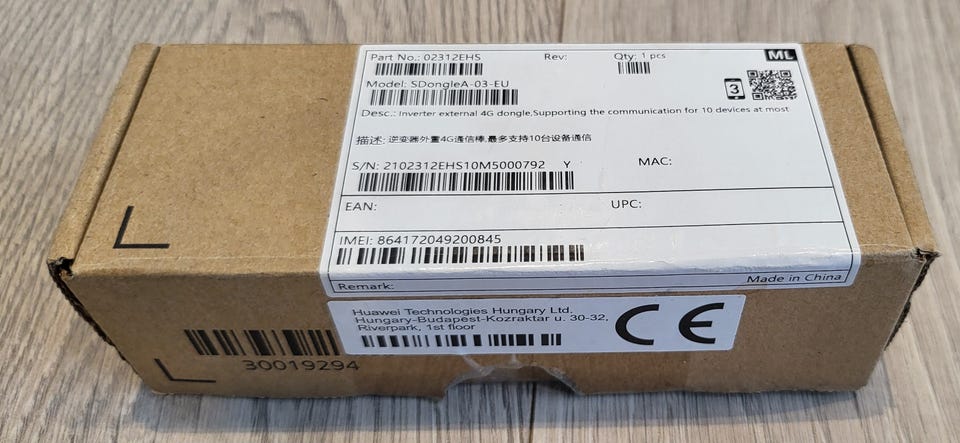 Part No.: 02312EHS Rev: Qty: 1 pcs ML
Model: SDongleA-03-EU 3
Desc.: Inverter external 4G dongle,Supporting the communication for 10 devices at most
描述: 逆变器外置4G通信棒,最多支持10台设备通信
S/N: 2102312EHS10M5000792 Y MAC:
EAN: UPC:
IMEI: 864172049200845
Remark: Made in China
Huawei Technologies Hungary Ltd.
Hungary-Budapest-Kozraktar u. 30-32,
Riverpark, 1st floor
CE
30019294